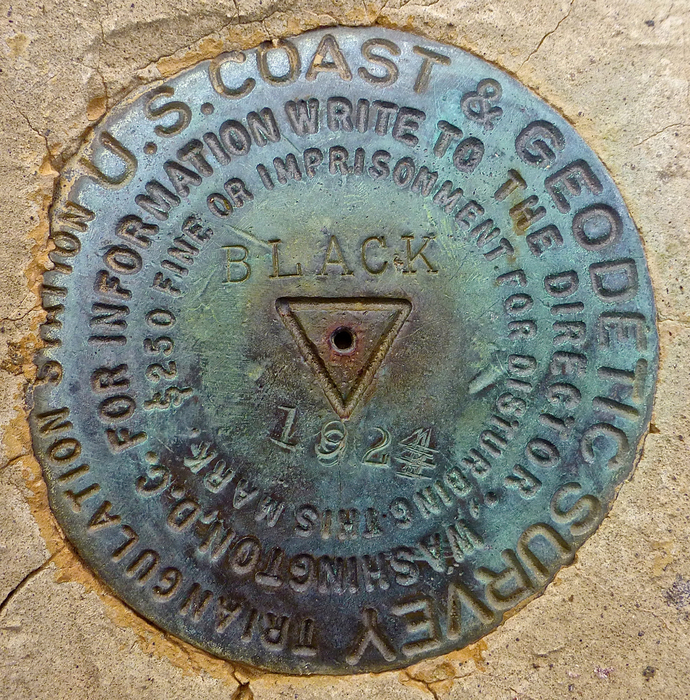 U.S. COAST & GEODETIC SURVEY
TRIANGULATION STATION
FOR INFORMATION WRITE TO THE DIRECTOR, WASHINGTON, D.C.
$250 FINE OR IMPRISONMENT FOR DISTURBING THIS MARK.
BLACK
192